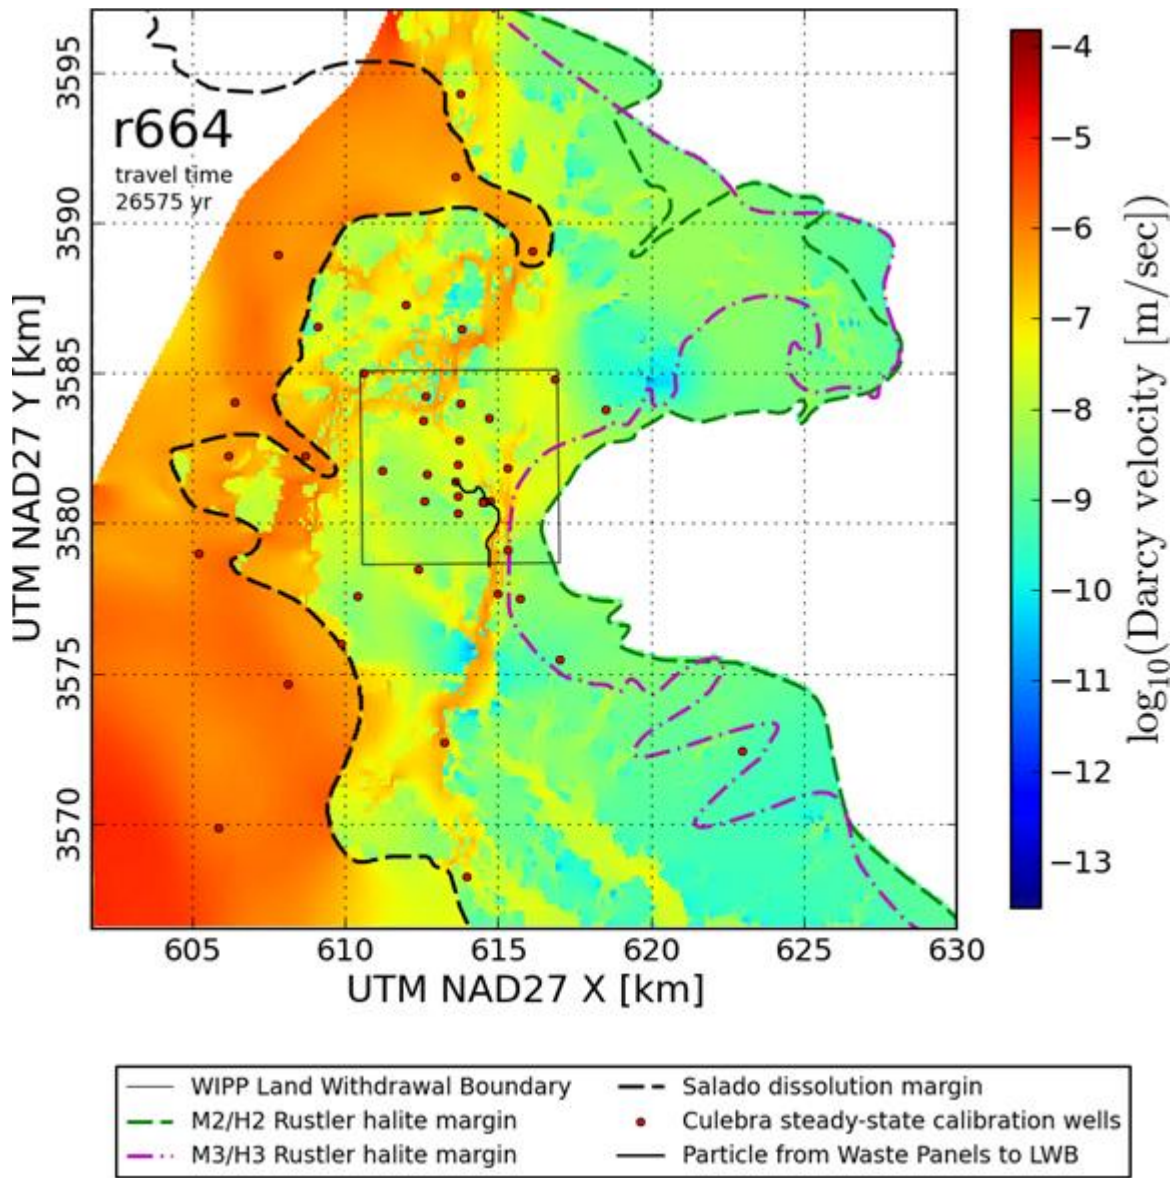 r664
travel time
26575 yr
3595
3590
3585
3580
3575
3570
UTM NAD27 Y [km]
605 610 615 620 625 630
UTM NAD27 X [km]
−4
−5
−6
−7
−8
−9
−10
−11
−12
−13
log10(Darcy velocity [m/sec])
WIPP Land Withdrawal Boundary
M2/H2 Rustler halite margin
M3/H3 Rustler halite margin
Salado dissolution margin
Culebra steady-state calibration wells
Particle from Waste Panels to LWB